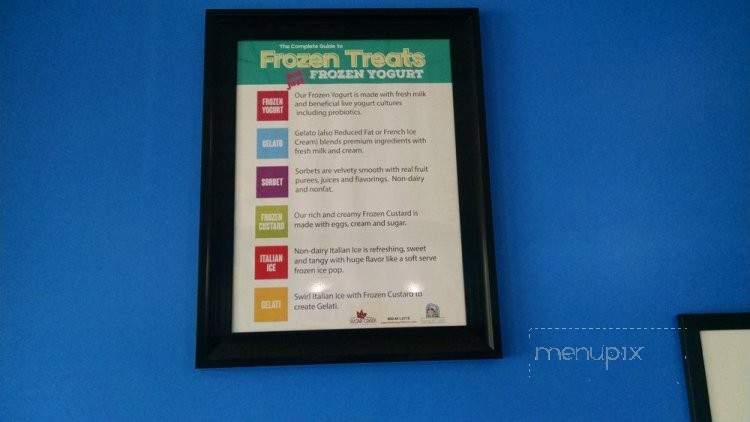 The Complete Guide to
Frozen Treats
not just
FROZEN YOGURT
FROZEN
YOGURT
Our Frozen Yogurt is made with fresh milk
and beneficial live yogurt cultures
including probiotics.
GELATO
Gelato (also Reduced Fat or French Ice
Cream) blends premium ingredients with
fresh milk and cream.
SORBET
Sorbets are velvety smooth with real fruit
purees, juices and flavorings. Non-dairy
and nonfat.
FROZEN
CUSTARD
Our rich and creamy Frozen Custard is
made with eggs, cream and sugar.
ITALIAN
ICE
Non-dairy Italian Ice is refreshing, sweet
and tangy with huge flavor like a soft serve
frozen ice pop.
GELATI
Swirl Italian Ice with Frozen Custard to
create Gelati.
SUGAR CREEK
menupix